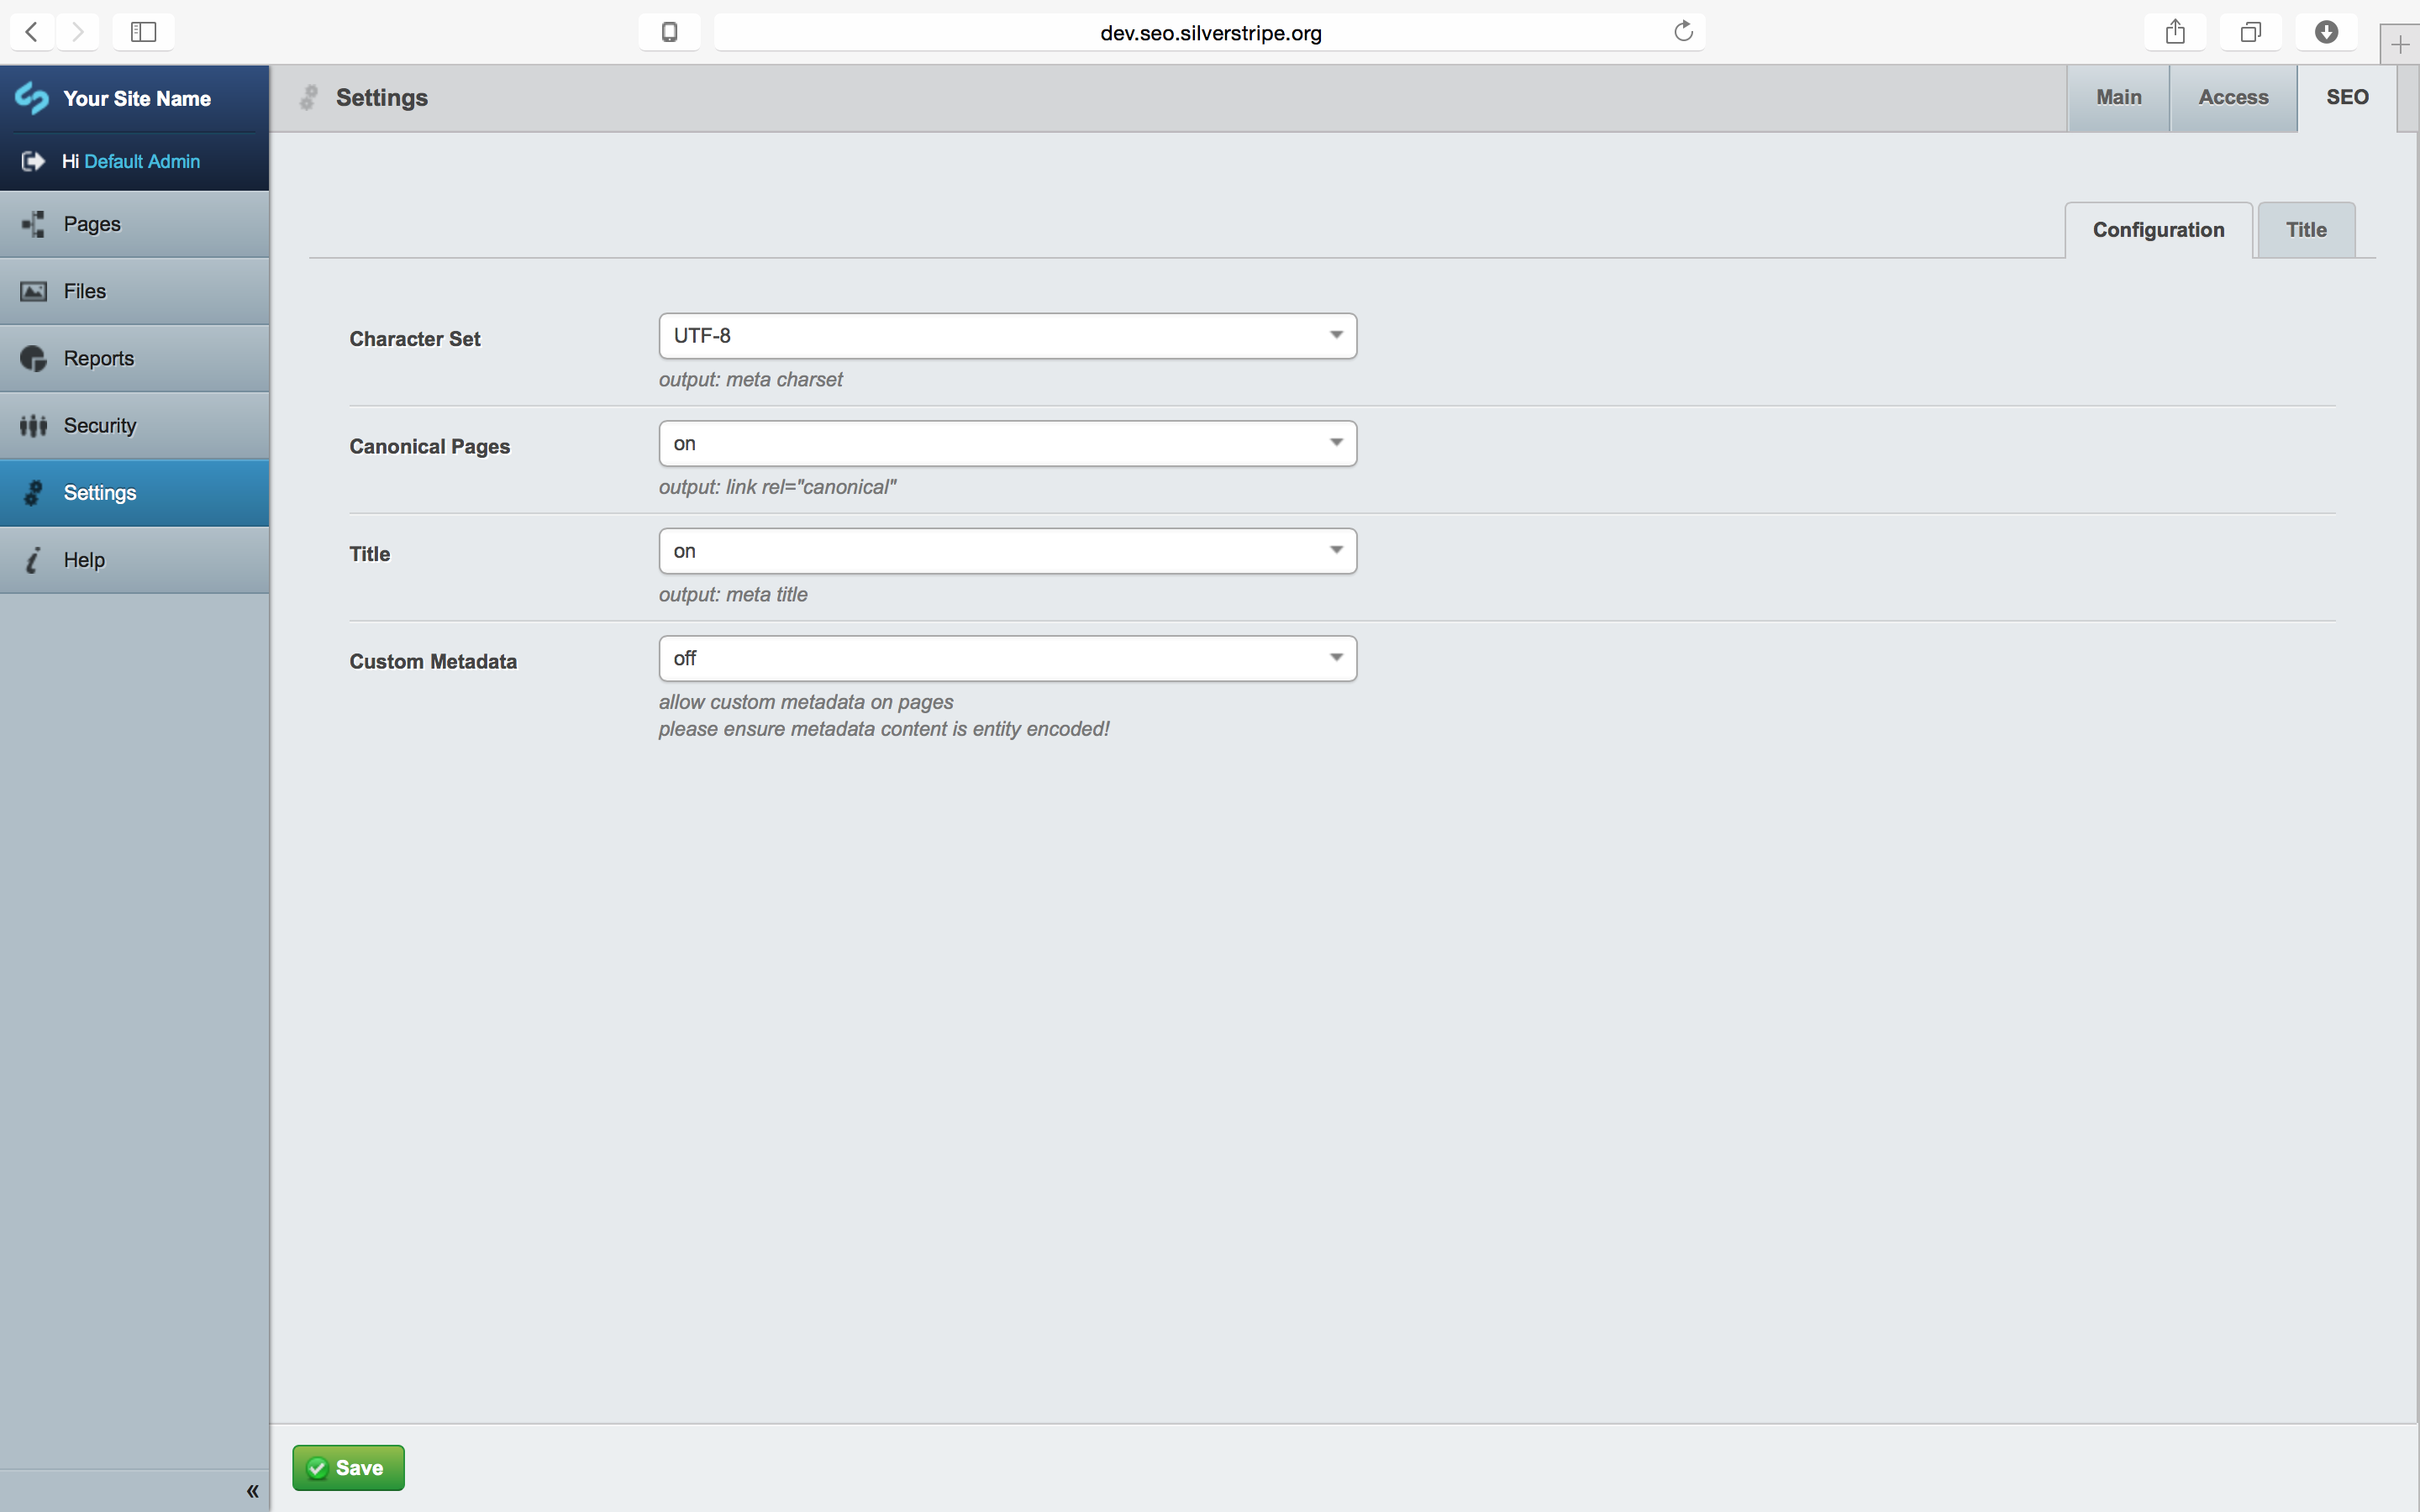 dev.seo.silverstripe.org
Your Site Name
Hi Default Admin
Pages
Files
Reports
Security
Settings
Help
«
Settings
Main
Access
SEO
Configuration
Title
Character Set
UTF-8
output: meta charset
Canonical Pages
on
output: link rel="canonical"
Title
on
output: meta title
Custom Metadata
off
allow custom metadata on pages
please ensure metadata content is entity encoded!
Save